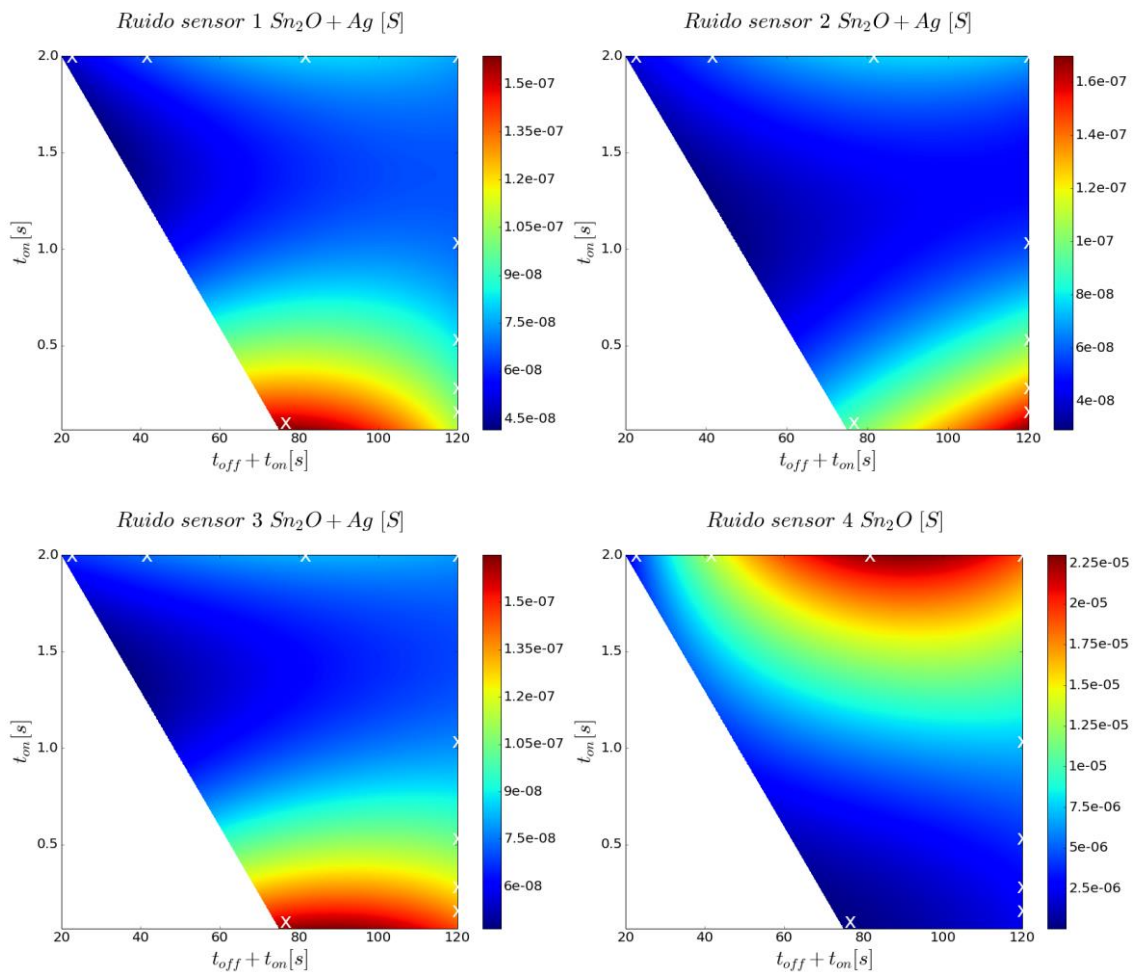 Ruido sensor 1 Sn₂O + Ag [S]
2.0
1.5
1.0
0.5
t_on[s]
20 40 60 80 100 120
t_off + t_on[s]
1.5e-07
1.35e-07
1.2e-07
1.05e-07
9e-08
7.5e-08
6e-08
4.5e-08
Ruido sensor 2 Sn₂O + Ag [S]
2.0
1.5
1.0
0.5
t_on[s]
20 40 60 80 100 120
t_off + t_on[s]
1.6e-07
1.4e-07
1.2e-07
1e-07
8e-08
6e-08
4e-08
Ruido sensor 3 Sn₂O + Ag [S]
2.0
1.5
1.0
0.5
t_on[s]
20 40 60 80 100 120
t_off + t_on[s]
1.5e-07
1.35e-07
1.2e-07
1.05e-07
9e-08
7.5e-08
6e-08
Ruido sensor 4 Sn₂O [S]
2.0
1.5
1.0
0.5
t_on[s]
20 40 60 80 100 120
t_off + t_on[s]
2.25e-05
2e-05
1.75e-05
1.5e-05
1.25e-05
1e-05
7.5e-06
5e-06
2.5e-06